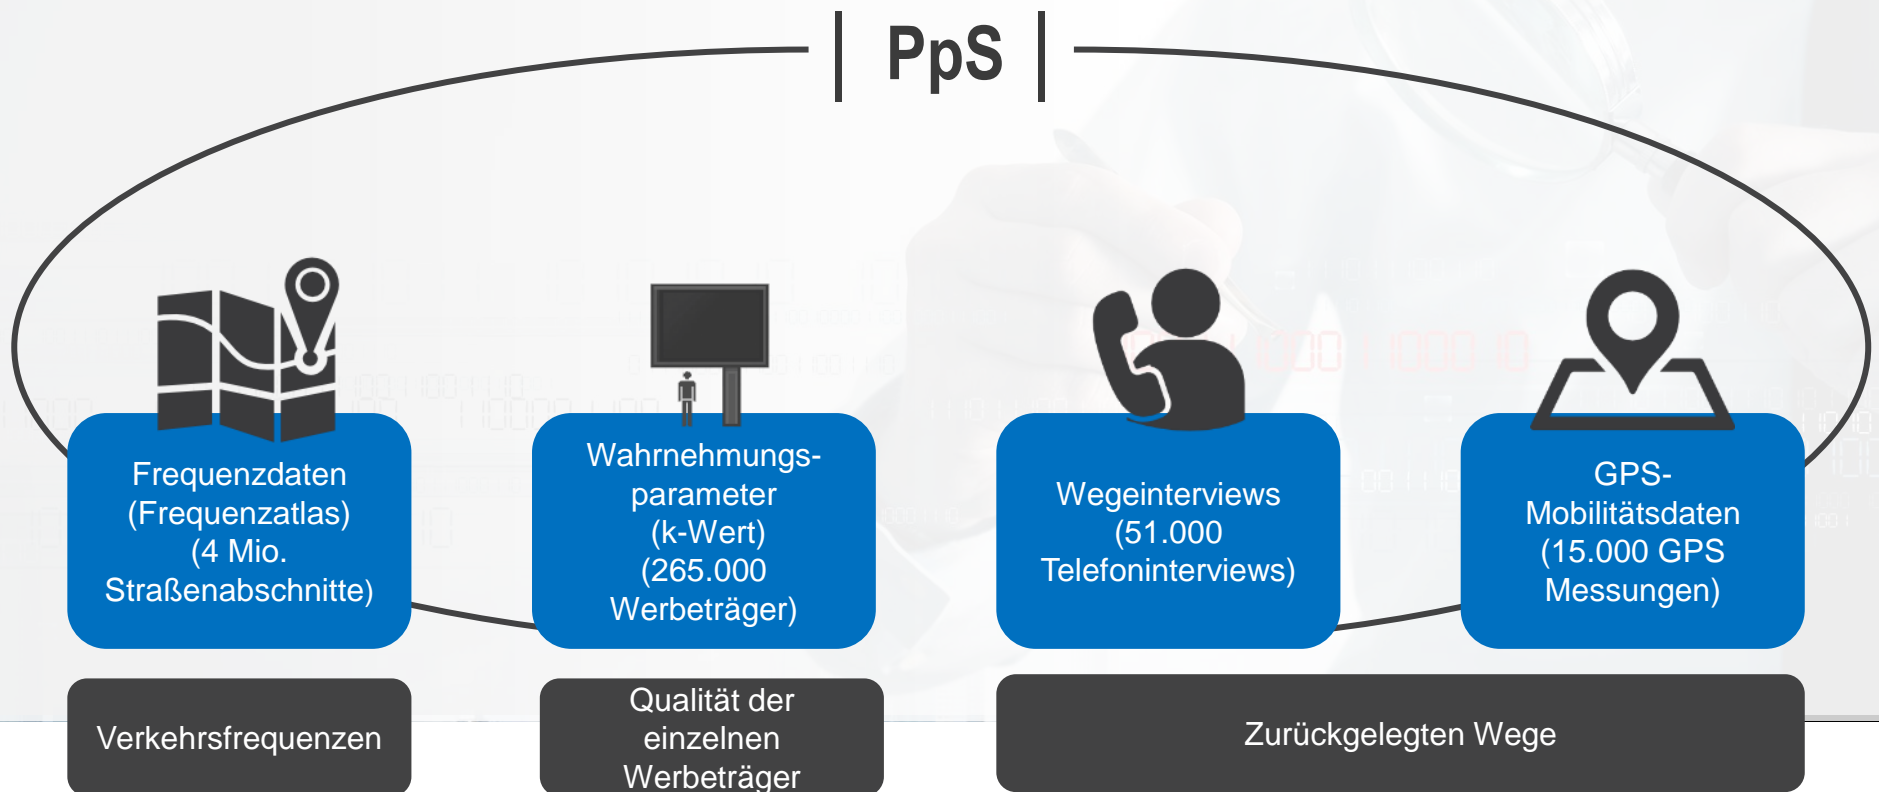 | PpS |
Frequenzdaten
(Frequenzatlas)
(4 Mio.
Straßenabschnitte)
Wahrnehmungs-
parameter
(k-Wert)
(265.000
Werbeträger)
Wegeinterviews
(51.000
Telefoninterviews)
GPS-
Mobilitätsdaten
(15.000 GPS
Messungen)
Verkehrsfrequenzen
Qualität der
einzelnen
Werbeträger
Zurückgelegten Wege